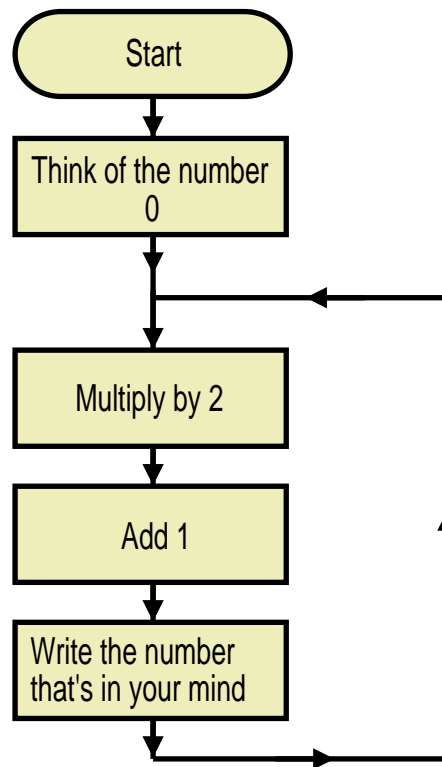 Start
Think of the number
0
Multiply by 2
Add 1
Write the number
that's in your mind